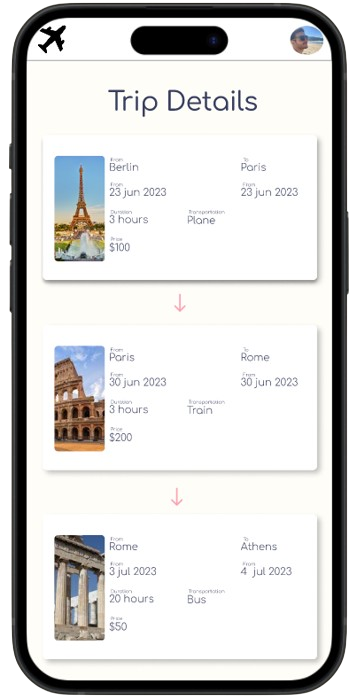 Trip Details
From To
Berlin Paris
From From
23 jun 2023 23 jun 2023
Duration Transportation
3 hours Plane
Price
$100
From To
Paris Rome
From From
30 jun 2023 30 jun 2023
Duration Transportation
3 hours Train
Price
$200
From To
Rome Athens
From From
3 jul 2023 4 jul 2023
Duration Transportation
20 hours Bus
Price
$50